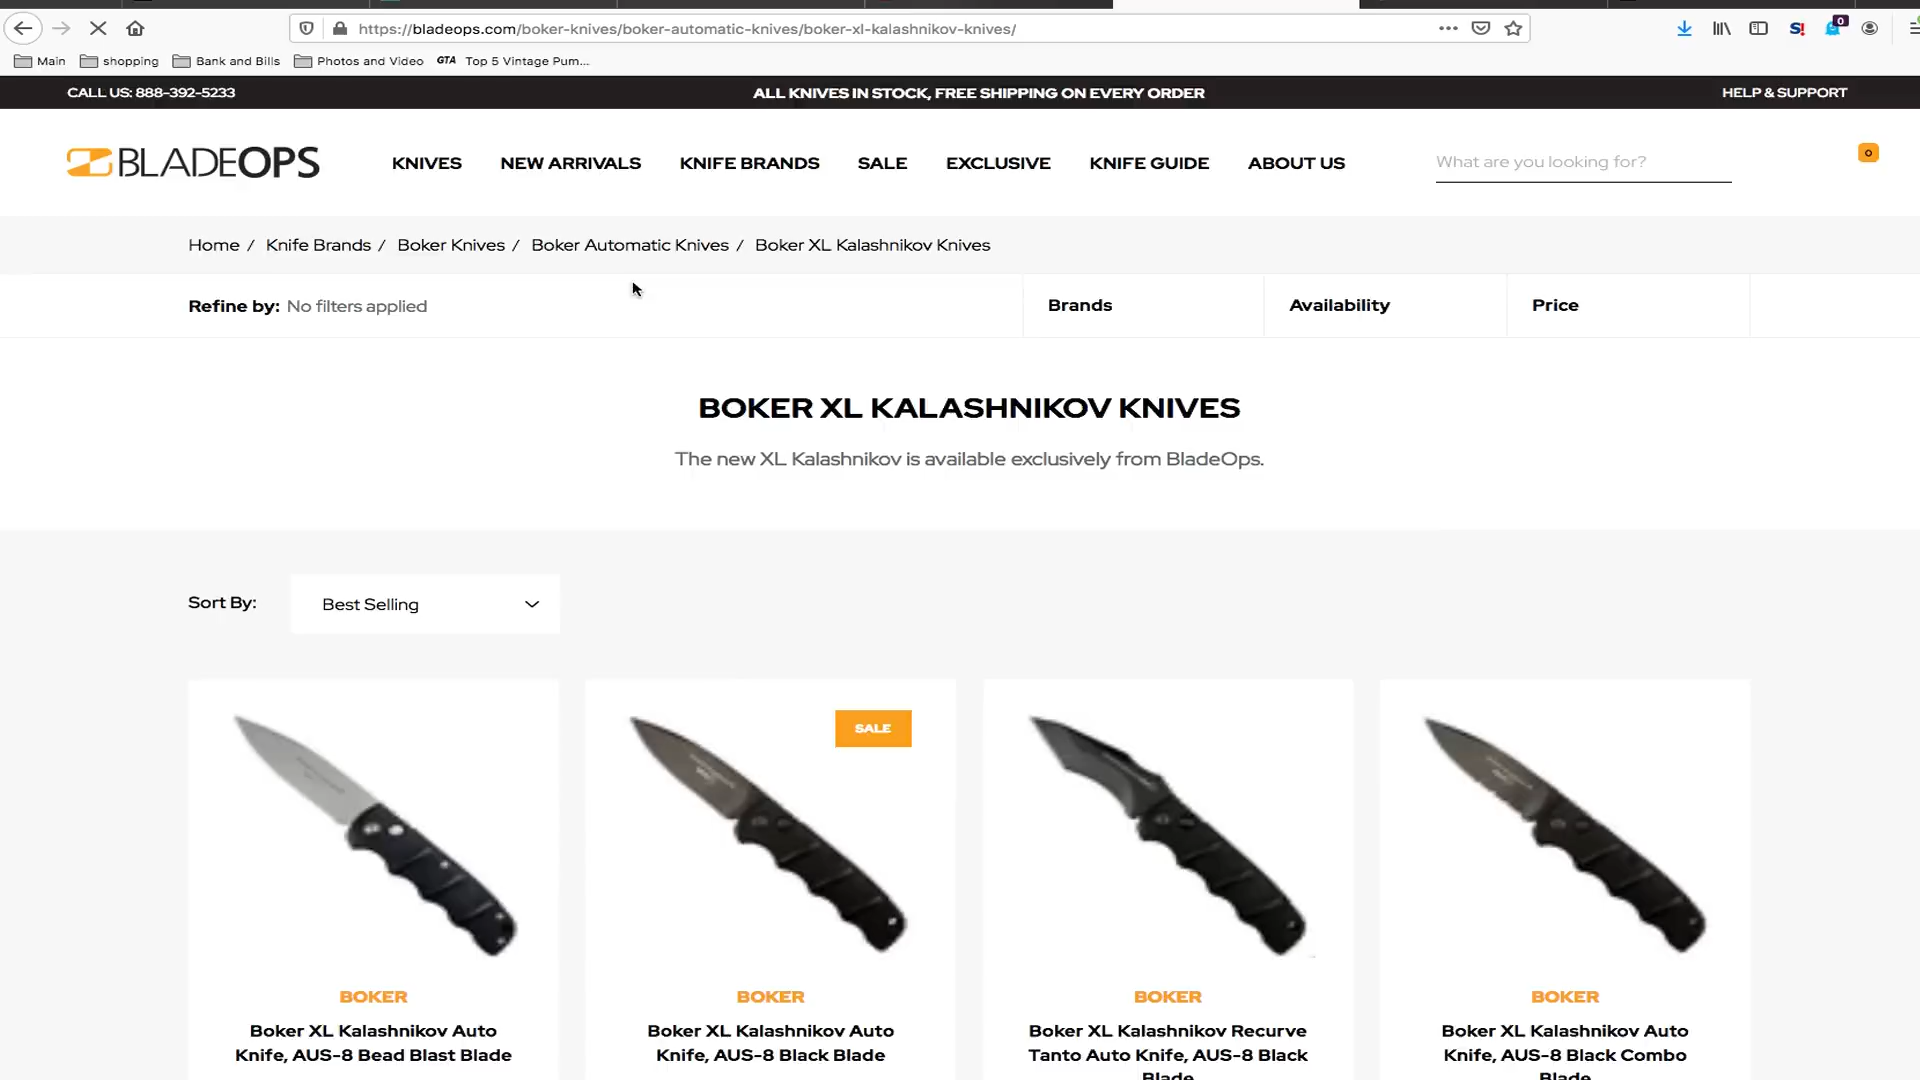 https://bladeops.com/boker-knives/boker-automatic-knives/boker-xl-kalashnikov-knives/
S!
0
Main
shopping
Bank and Bills
Photos and Video
GTA Top 5 Vintage Pum...
CALL US: 888-392-5233
ALL KNIVES IN STOCK, FREE SHIPPING ON EVERY ORDER
HELP & SUPPORT
BLADEOPS
KNIVES
NEW ARRIVALS
KNIFE BRANDS
SALE
EXCLUSIVE
KNIFE GUIDE
ABOUT US
What are you looking for?
0
Home / Knife Brands / Boker Knives / Boker Automatic Knives / Boker XL Kalashnikov Knives
Refine by: No filters applied
Brands
Availability
Price
BOKER XL KALASHNIKOV KNIVES
The new XL Kalashnikov is available exclusively from BladeOps.
Sort By:
Best Selling
SALE
BOKER
Boker XL Kalashnikov Auto
Knife, AUS-8 Bead Blast Blade
BOKER
Boker XL Kalashnikov Auto
Knife, AUS-8 Black Blade
BOKER
Boker XL Kalashnikov Recurve
Tanto Auto Knife, AUS-8 Black
Blade
BOKER
Boker XL Kalashnikov Auto
Knife, AUS-8 Black Combo
Blade